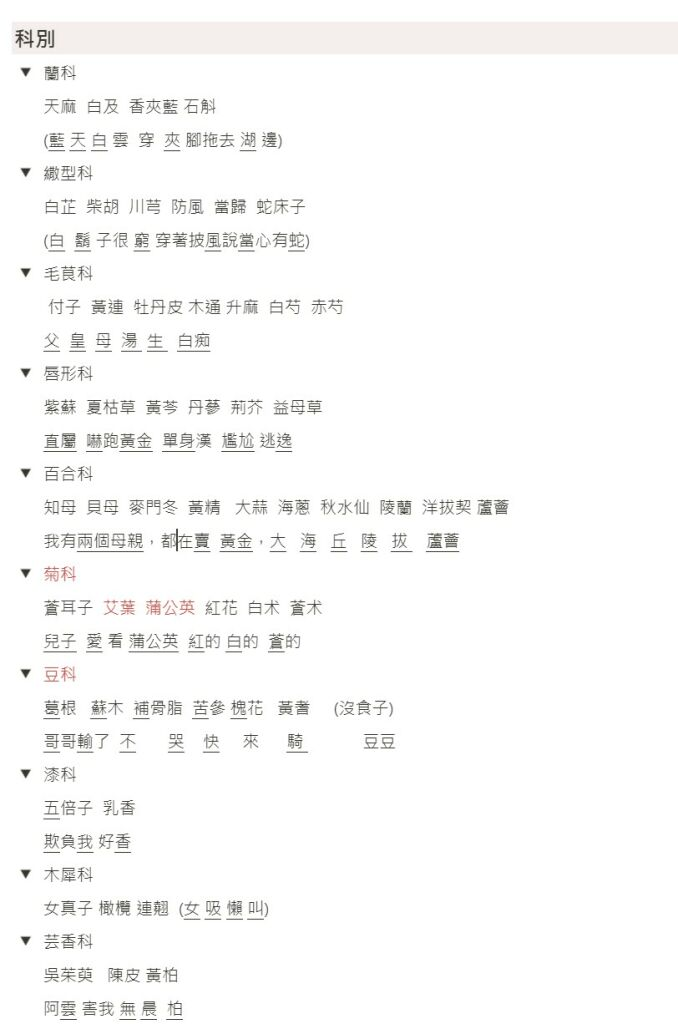 科別
蘭科
天麻 白及 香夾藍 石斛
(藍 天 白 雲 穿 夾 腳拖去 湖 邊)
繖型科
白芷 柴胡 川芎 防風 當歸 蛇床子
(白 鬍 子很 窮 穿著披風說當心有蛇)
毛茛科
付子 黃連 牡丹皮 木通 升麻 白芍 赤芍
父 皇 母 湯 生 白痴
唇形科
紫蘇 夏枯草 黃芩 丹蔘 荊芥 益母草
直屬 嚇跑黃金 單身漢 尷尬 逃逸
百合科
知母 貝母 麥門冬 黃精 大蒜 海蔥 秋水仙 陵蘭 洋拔契 蘆薈
我有兩個母親，都在賣 黃金，大 海 丘 陵 拔 蘆薈
菊科
蒼耳子 艾葉 蒲公英 紅花 白术 蒼术
兒子 愛 看 蒲公英 紅的 白的 蒼的
豆科
葛根 蘇木 補骨脂 苦參 槐花 黃耆 (沒食子)
哥哥輸了 不 哭 快 來 騎 豆豆
漆科
五倍子 乳香
欺負我 好香
木犀科
女真子 橄欖 連翹 (女 吸 懶 叫)
芸香科
吳茱萸 陳皮 黃柏
阿雲 害我 無 晨 柏